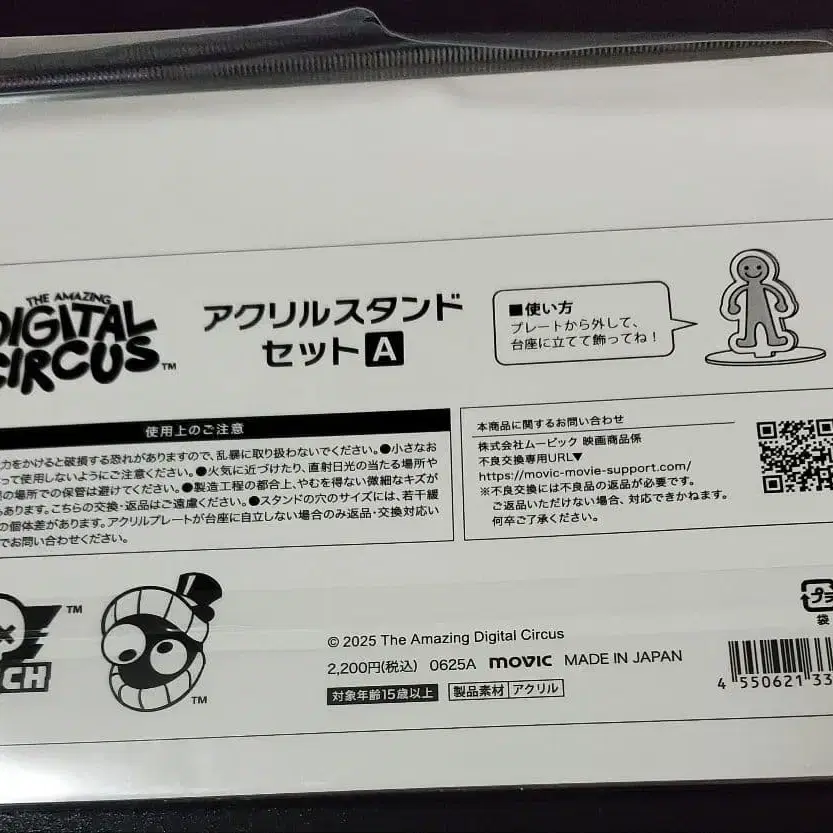 THE AMAZING
DIGITAL
CIRCUS™
アクリルスタンド
セットA
■使い方
プレートから外して、
台座に立てて飾ってね!
使用上のご注意
力をかけると破損する恐れがありますので、乱暴に取り扱わないでください。●小さなお
って使用しないようにご注意ください。●火気に近づけたり、直射日光の当たる場所や
の場所での保管は避けてください。●製造工程の都合上、やむを得ない微細なキズが
あります。こちらの交換・返品はご遠慮ください。●スタンドの穴のサイズには、若干緩
の個体差があります。アクリルプレートが台座に自立しない場合のみ返品・交換対応い
でお問い合わせください。
本商品に関するお問い合わせ
株式会社ムービック 映画商品係
不良交換専用URL▼
https://movic-movie-support.com/
※不良交換には不良品の返品が必要です。
ご返品いただけない場合、対応できかねます。
何卒ご了承ください。
CH
™
TM
プラ
袋
© 2025 The Amazing Digital Circus
2,200円(税込) 0625A movic MADE IN JAPAN
対象年齢15歳以上 製品素材 アクリル
4 550621 33